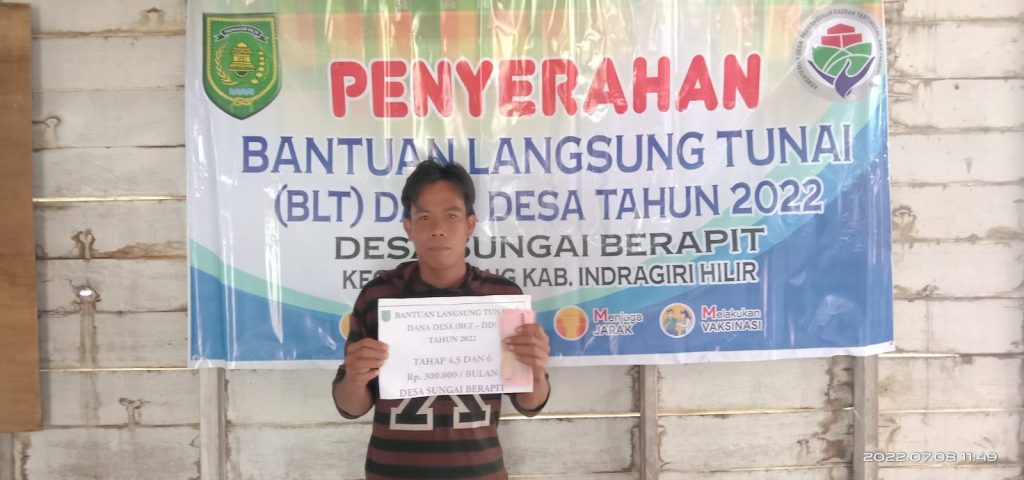 PENYERAHAN
BANTUAN LANGSUNG TUNAI
(BLT) DESA TAHUN 2022
DESA SUNGAI BERAPIT
KAB. INDRAGIRI HILIR
Menjaga
JARAK
Melakukan
VAKSINASI
BANTUAN LANGSUNG TUN
DANA DESA (BLT - DD)
TAHUN 2022
TAHAP 4,5 DAN 6
Rp. 300.000 / BULAN
DESA SUNGAI BERAPIT
2022.07.08 11:49